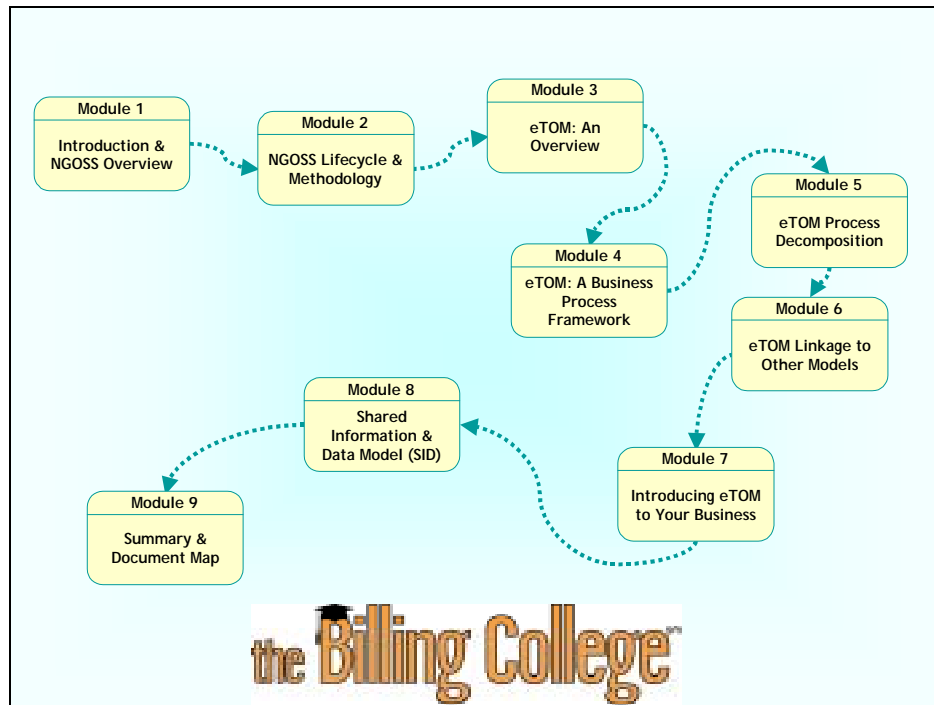 Module 1
Introduction &
NGOSS Overview
Module 2
NGOSS Lifecycle &
Methodology
Module 3
eTOM: An
Overview
Module 4
eTOM: A Business
Process
Framework
Module 5
eTOM Process
Decomposition
Module 6
eTOM Linkage to
Other Models
Module 7
Introducing eTOM
to Your Business
Module 8
Shared
Information &
Data Model (SID)
Module 9
Summary &
Document Map
the Billing College